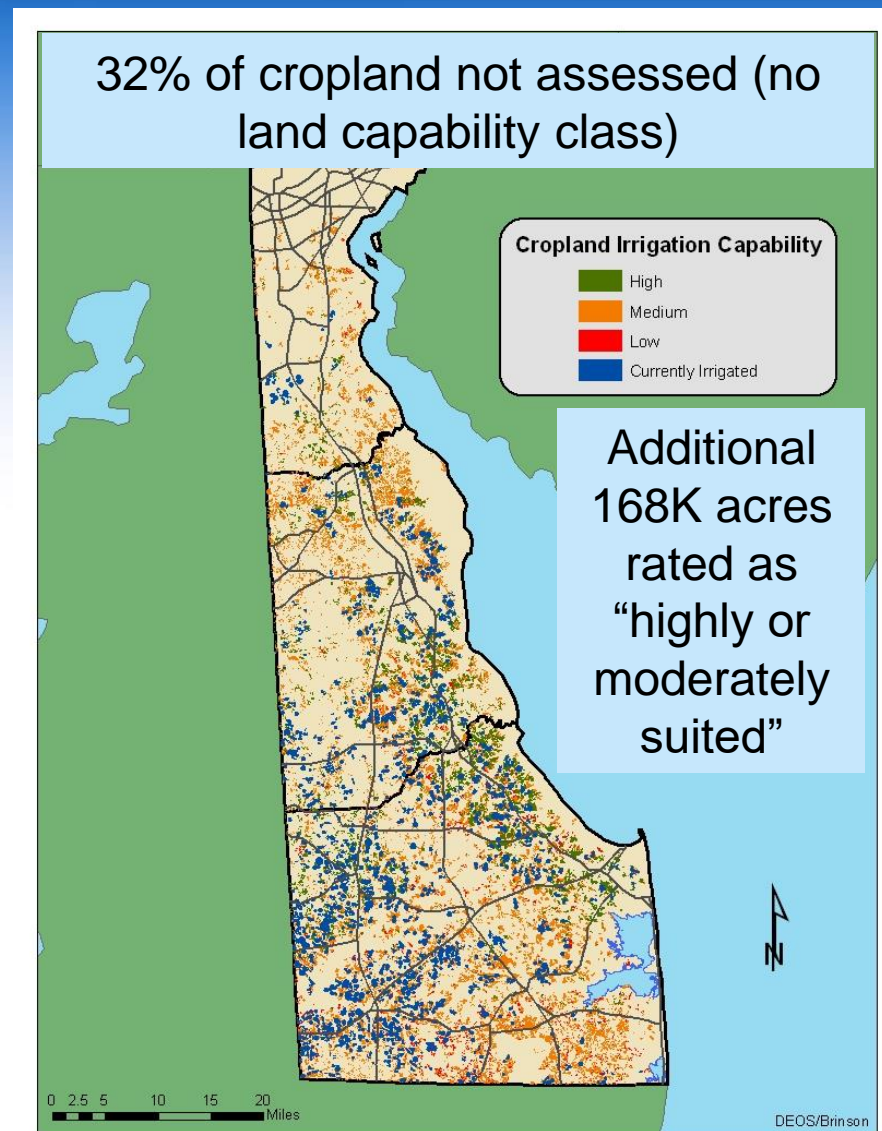 32% of cropland not assessed (no
land capability class)
Cropland Irrigation Capability
High
Medium
Low
Currently Irrigated
Additional
168K acres
rated as
“highly or
moderately
suited”
N
0 2.5 5 10 15 20
Miles
DEOS/Brinson